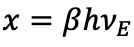 x = βhν_E